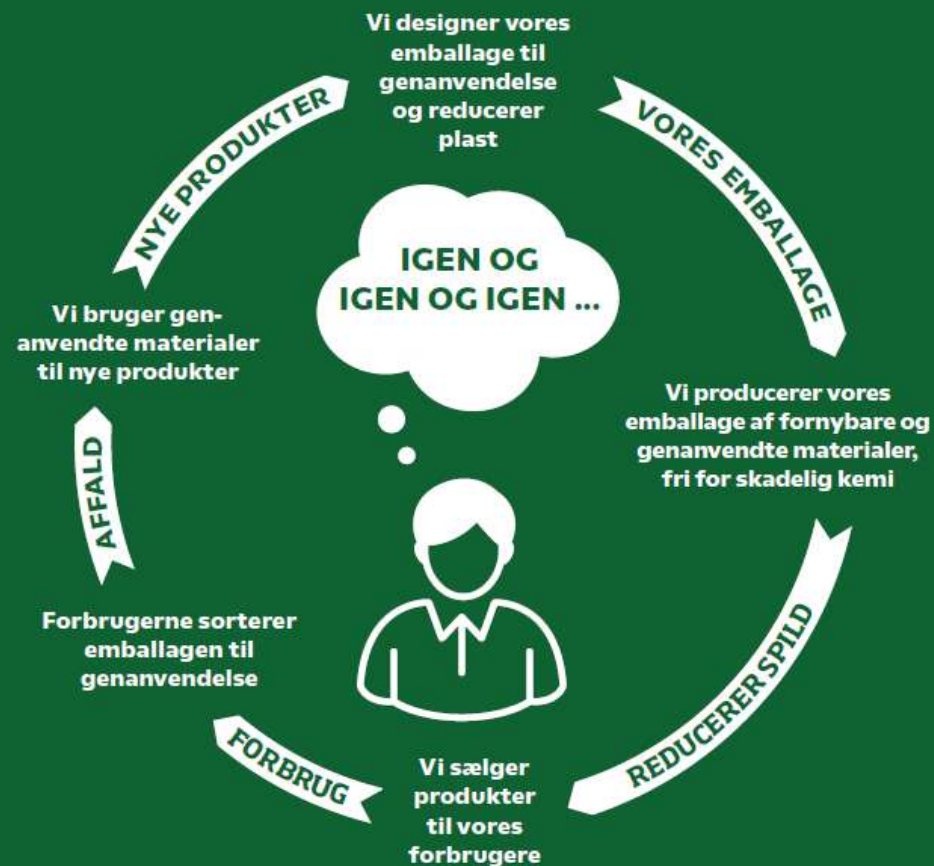 Vi designer vores
emballage til
genanvendelse
og reducerer
plast
VORES EMBALLAGE
Vi producerer vores
emballage af fornybare og
genanvendte materialer,
fri for skadelig kemi
REDUCERER SPILD
Vi sælger
produkter
til vores
forbrugere
FORBRUG
Forbrugerne sorterer
emballagen til
genanvendelse
AFFALD
Vi bruger gen-
anvendte materialer
til nye produkter
NYE PRODUKTER
IGEN OG
IGEN OG IGEN ...